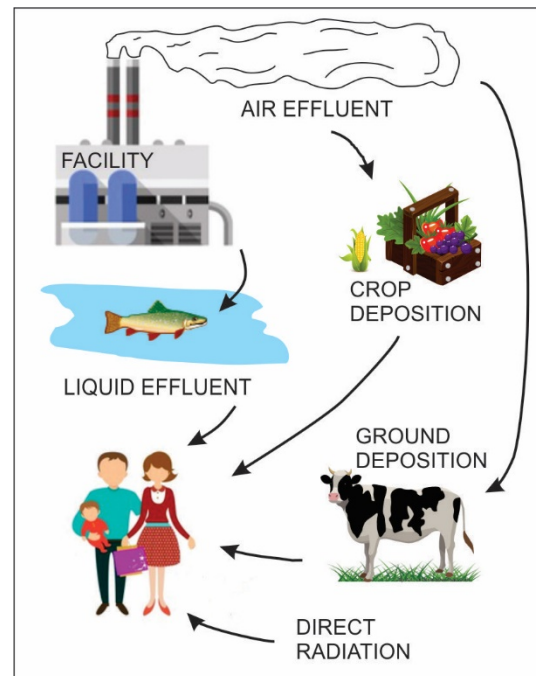 AIR EFFLUENT
FACILITY
CROP
DEPOSITION
LIQUID EFFLUENT
GROUND
DEPOSITION
DIRECT
RADIATION